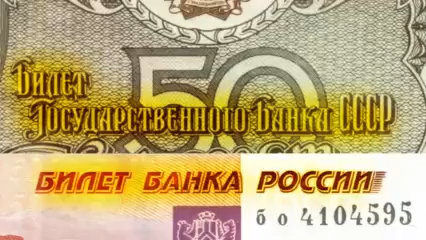 50
Билет
Государственного Банка СССР
БИЛЕТ БАНКА РОССИИ
бо 4104595